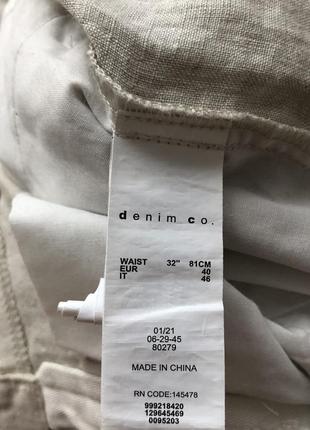 denim co.
WAIST 32" 81CM
EUR 40
IT 46
01/21
06-29-45
80279
MADE IN CHINA
RN CODE:145478
999218420
129645469
0095203